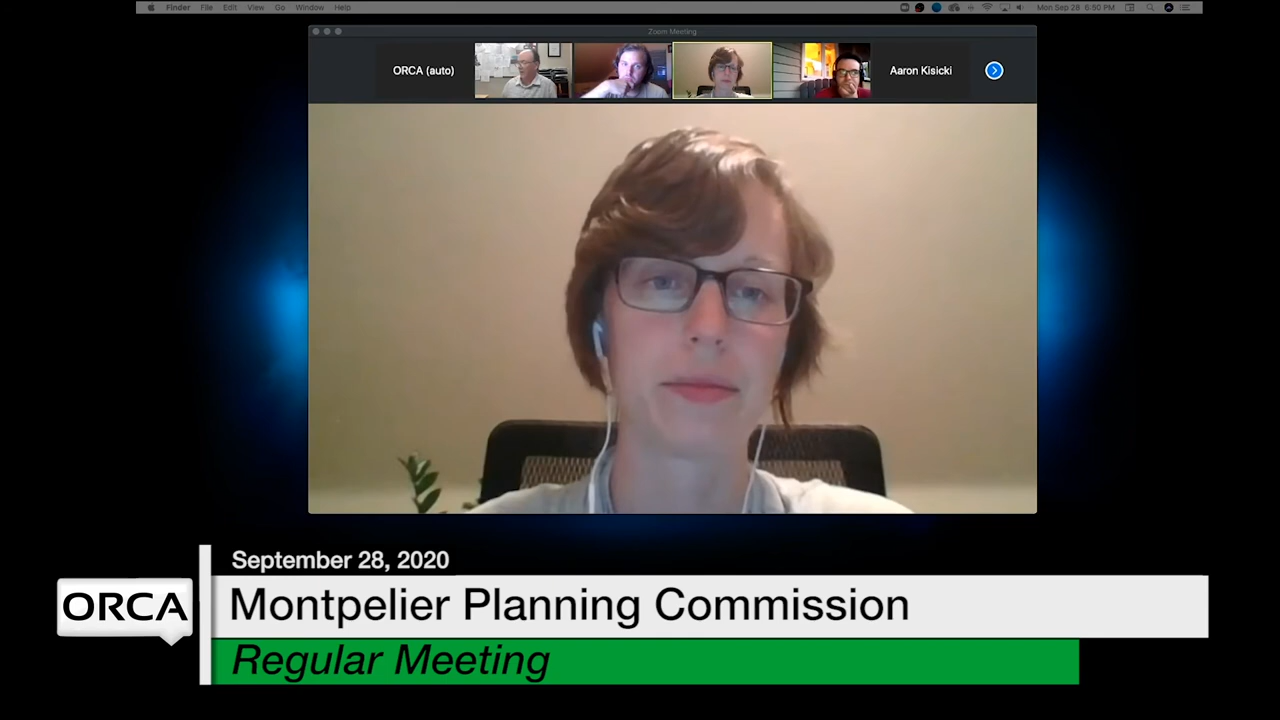 Finder File Edit View Go Window Help Mon Sep 28 6:30 PM
Zoom Meeting
ORCA (auto)
Aaron Kisicki
September 28, 2020
ORCA
Montpelier Planning Commission
Regular Meeting